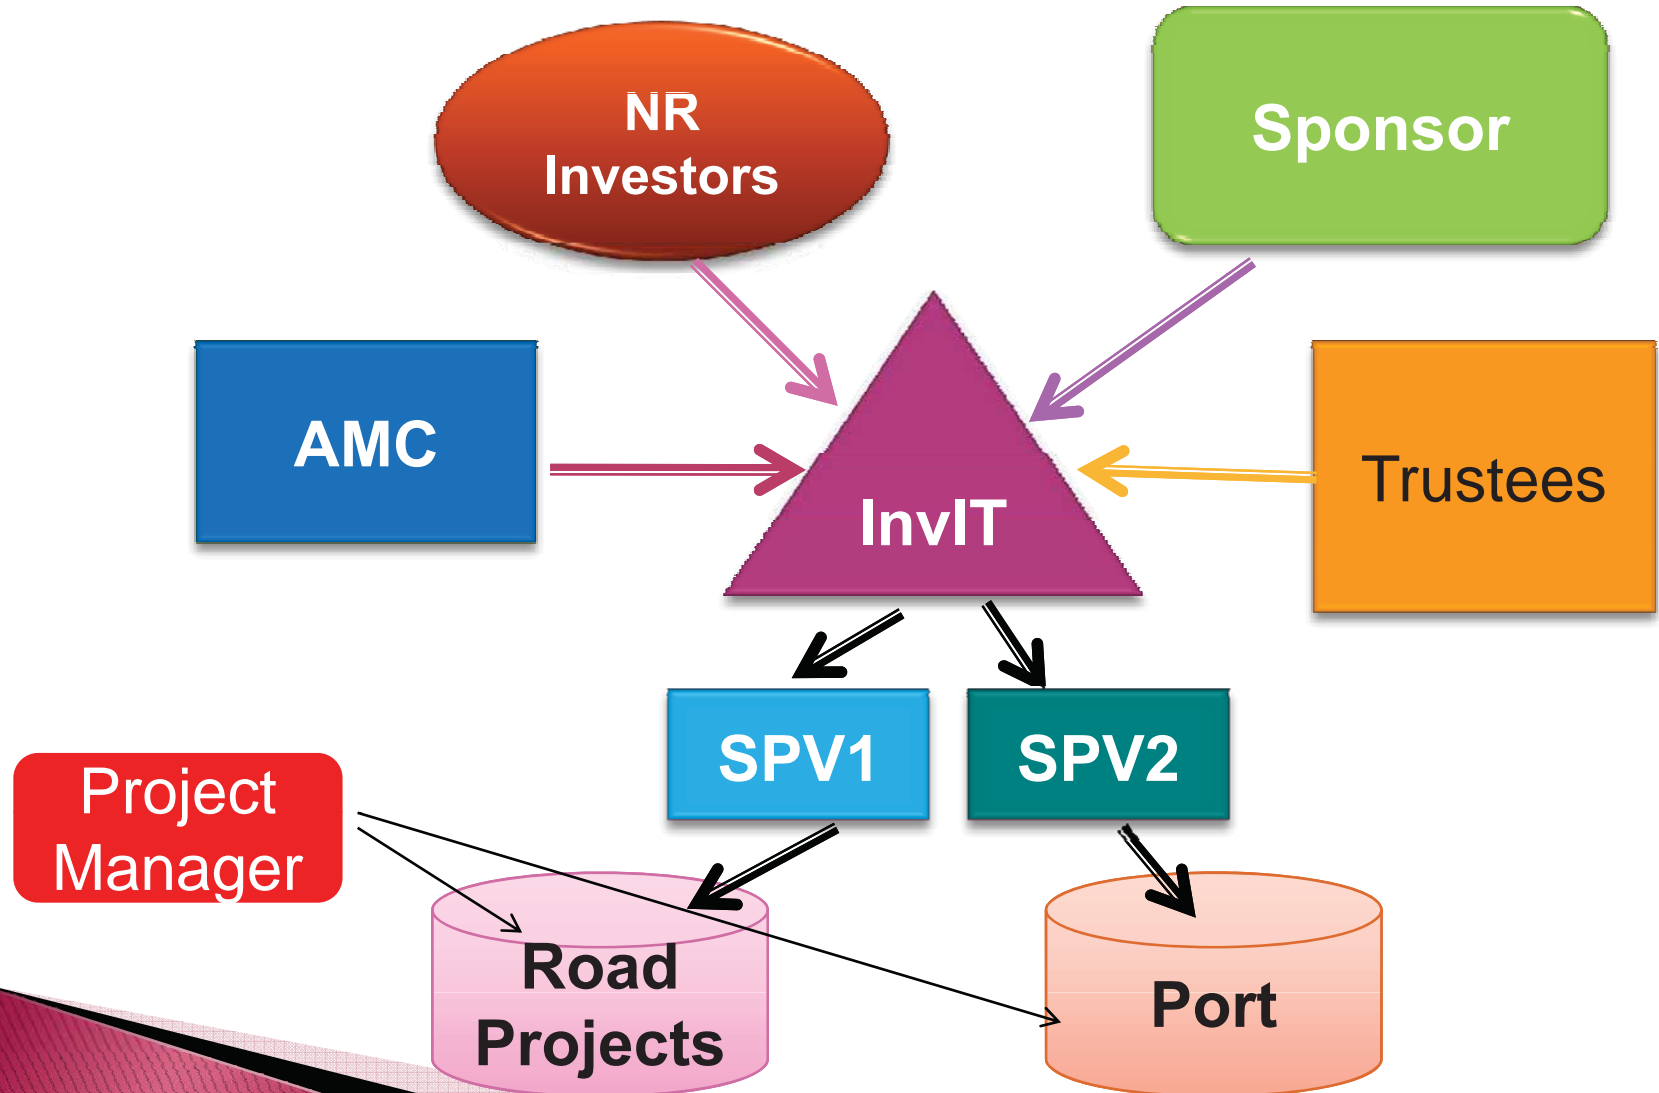 NR
Investors
Sponsor
AMC
InvIT
Trustees
SPV1
SPV2
Project
Manager
Road
Projects
Port